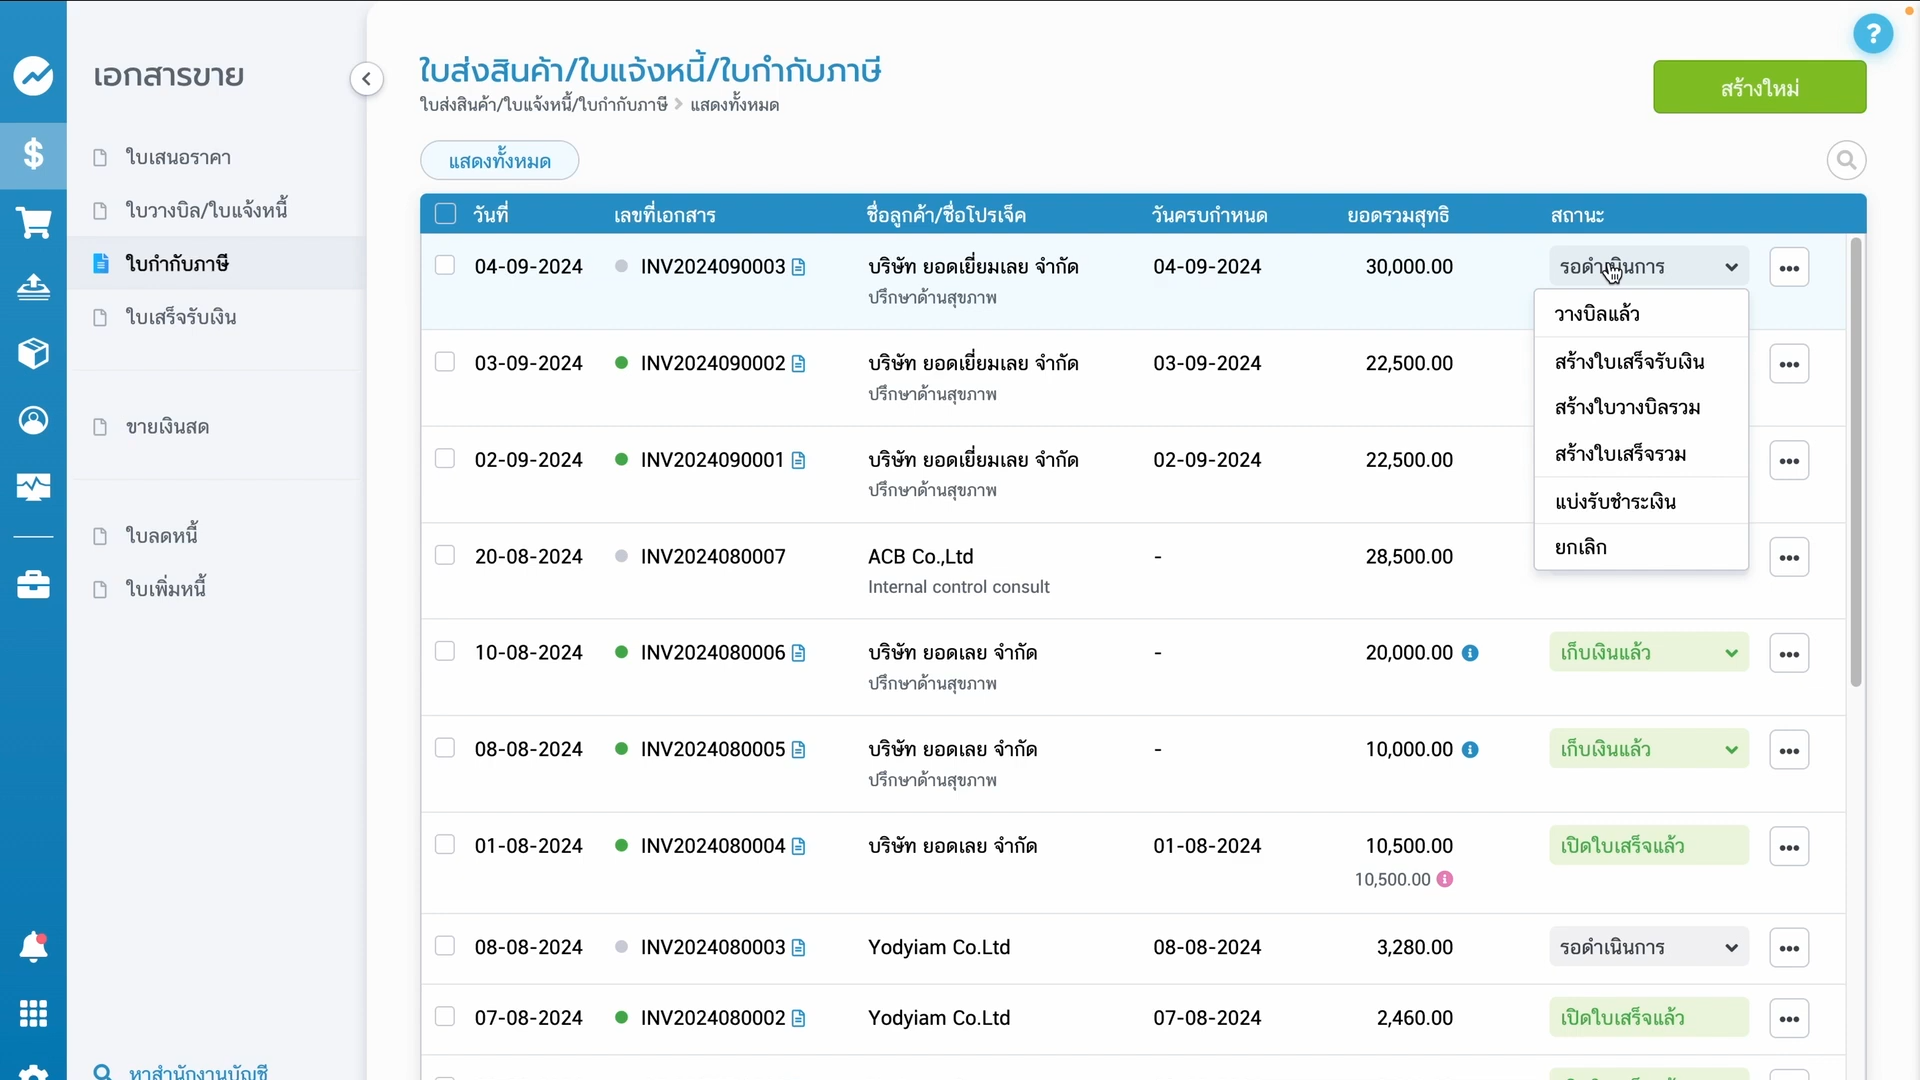 เอกสารขาย
ใบเสนอราคา
ใบวางบิล/ใบแจ้งหนี้
ใบกำกับภาษี
ใบเสร็จรับเงิน
ขายเงินสด
ใบลดหนี้
ใบเพิ่มหนี้
หาสำนักงานบัญชี
?
ใบส่งสินค้า/ใบแจ้งหนี้/ใบกำกับภาษี
ใบส่งสินค้า/ใบแจ้งหนี้/ใบกำกับภาษี > แสดงทั้งหมด
สร้างใหม่
แสดงทั้งหมด
วันที่ เลขที่เอกสาร ชื่อลูกค้า/ชื่อโปรเจ็ค วันครบกำหนด ยอดรวมสุทธิ สถานะ
04-09-2024 INV2024090003 บริษัท ยอดเยี่ยมเลย จำกัด 04-09-2024 30,000.00 รอดำเนินการ
ปรึกษาด้านสุขภาพ
วางบิลแล้ว
สร้างใบเสร็จรับเงิน
สร้างใบวางบิลรวม
สร้างใบเสร็จรวม
แบ่งรับชำระเงิน
ยกเลิก
03-09-2024 INV2024090002 บริษัท ยอดเยี่ยมเลย จำกัด 03-09-2024 22,500.00
ปรึกษาด้านสุขภาพ
02-09-2024 INV2024090001 บริษัท ยอดเยี่ยมเลย จำกัด 02-09-2024 22,500.00
ปรึกษาด้านสุขภาพ
20-08-2024 INV2024080007 ACB Co.,Ltd - 28,500.00
Internal control consult
10-08-2024 INV2024080006 บริษัท ยอดเลย จำกัด - 20,000.00 เก็บเงินแล้ว
ปรึกษาด้านสุขภาพ
08-08-2024 INV2024080005 บริษัท ยอดเลย จำกัด - 10,000.00 เก็บเงินแล้ว
ปรึกษาด้านสุขภาพ
01-08-2024 INV2024080004 บริษัท ยอดเลย จำกัด 01-08-2024 10,500.00 เปิดใบเสร็จแล้ว
10,500.00
08-08-2024 INV2024080003 Yodyiam Co.Ltd 08-08-2024 3,280.00 รอดำเนินการ
07-08-2024 INV2024080002 Yodyiam Co.Ltd 07-08-2024 2,460.00 เปิดใบเสร็จแล้ว